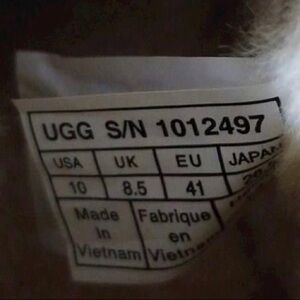 UGG S/N 1012497
USA UK EU JAPAN
10 8.5 41
Made Fabrique
in en
Vietnam Vietnam